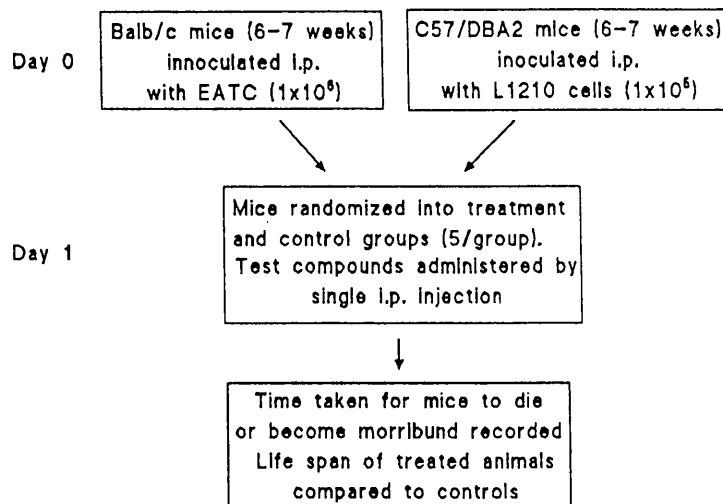 Day 0
Balb/c mice (6-7 weeks)
innoculated i.p.
with EATC (1x10⁶)
C57/DBA2 mice (6-7 weeks)
inoculated i.p.
with L1210 cells (1x10⁵)
Day 1
Mice randomized into treatment
and control groups (5/group).
Test compounds administered by
single i.p. injection
Time taken for mice to die
or become morribund recorded
Life span of treated animals
compared to controls